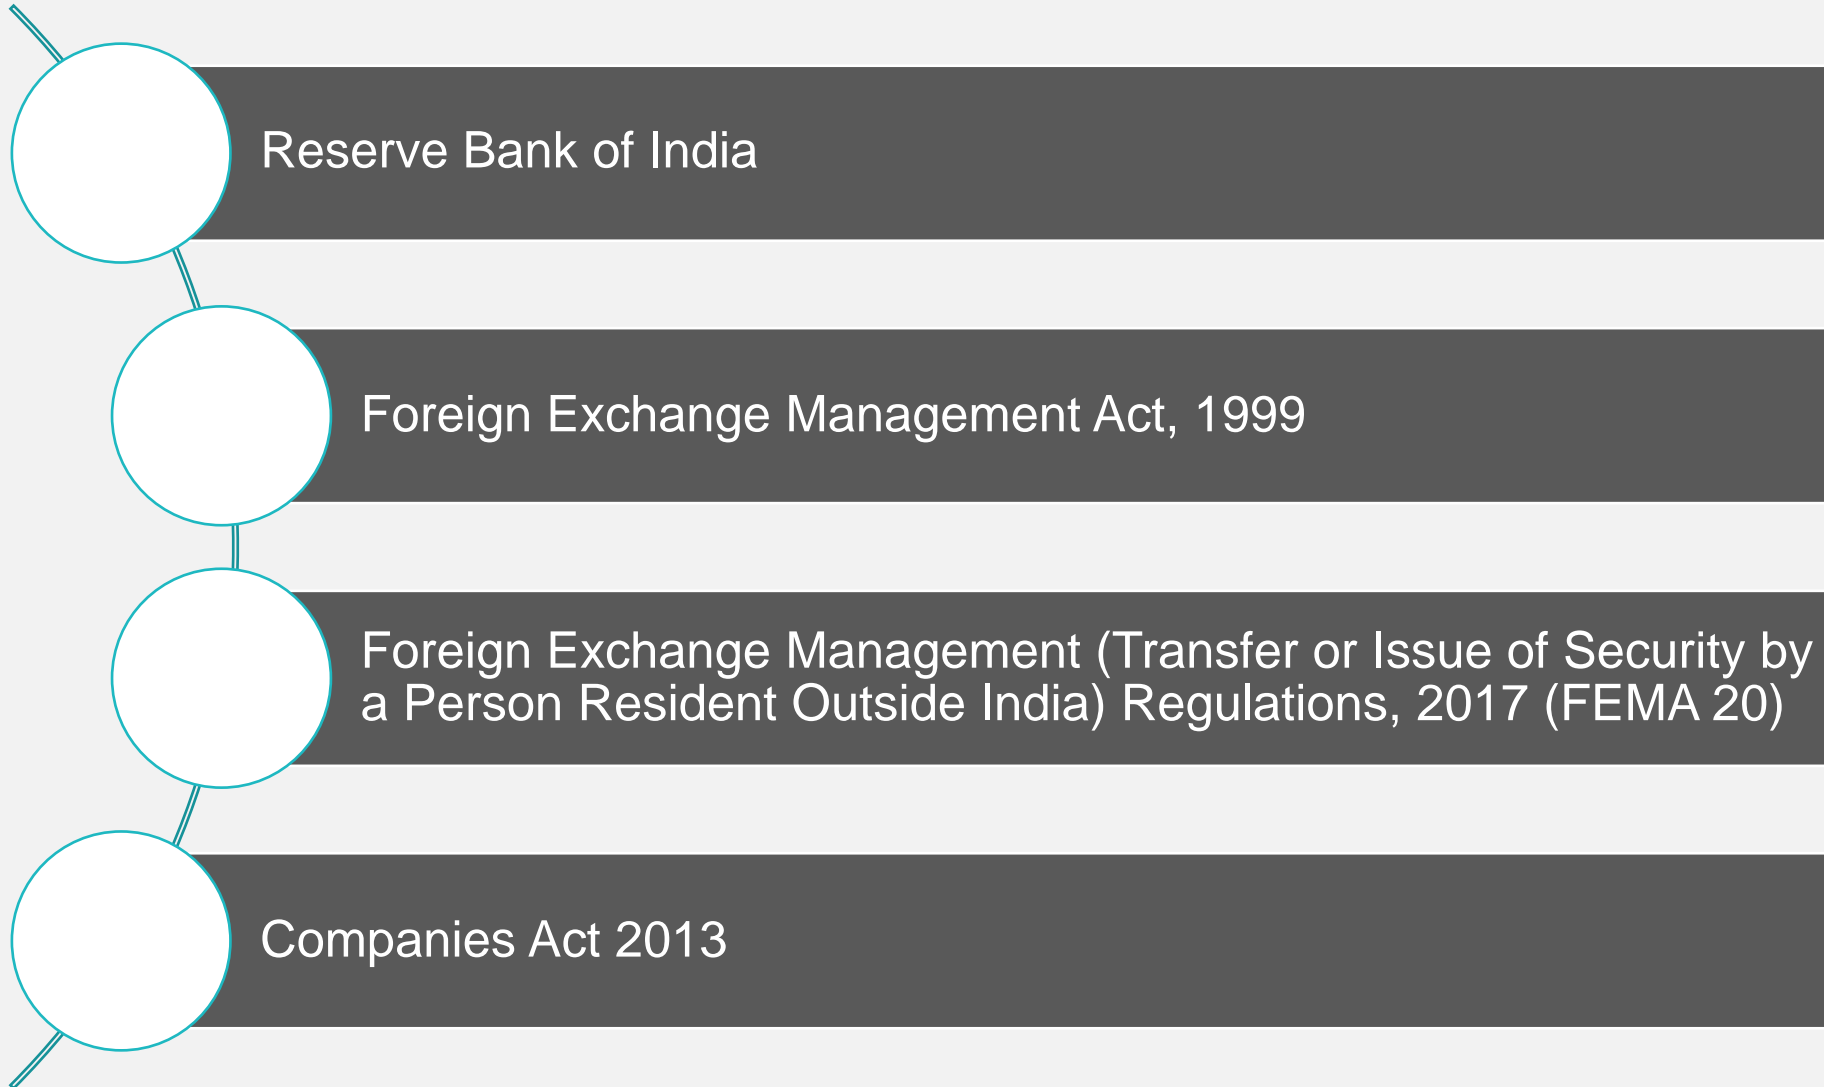 Reserve Bank of India
Foreign Exchange Management Act, 1999
Foreign Exchange Management (Transfer or Issue of Security by
a Person Resident Outside India) Regulations, 2017 (FEMA 20)
Companies Act 2013